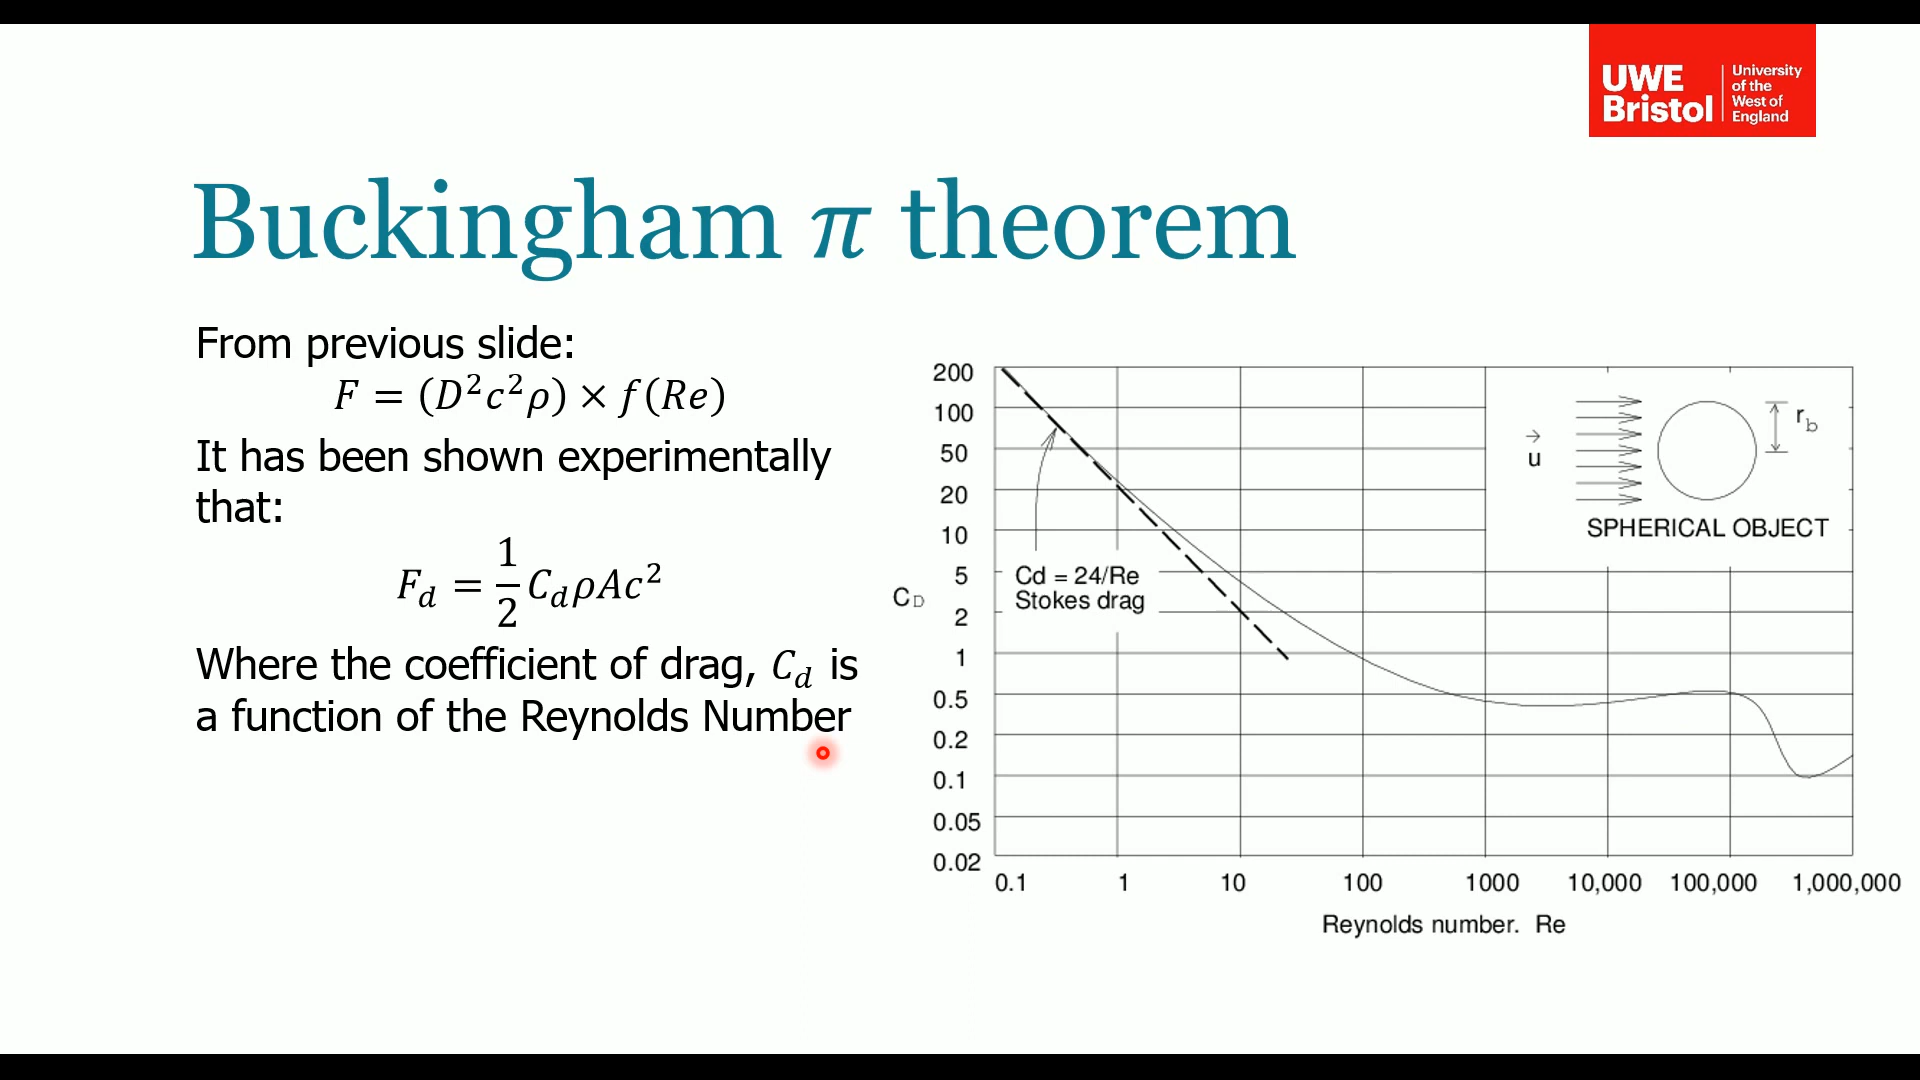 UWE
Bristol
University
of the
West of
England
Buckingham π theorem
From previous slide:
F = (D²c²ρ) × f(Re)
It has been shown experimentally
that:
F_d = 1/2 C_d ρAc²
Where the coefficient of drag, C_d is
a function of the Reynolds Number
200
100
50
20
10
5
2
1
0.5
0.2
0.1
0.05
0.02
C_D
Cd = 24/Re
Stokes drag
u⃗
r_b
SPHERICAL OBJECT
0.1 1 10 100 1000 10,000 100,000 1,000,000
Reynolds number. Re